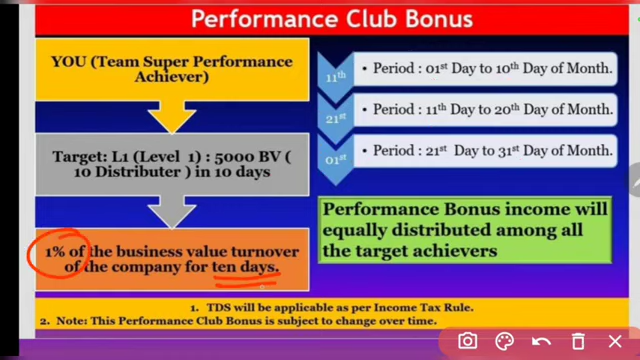 Performance Club Bonus
YOU (Team Super Performance
Achiever)
Target: L1 (Level 1) : 5000 BV (
10 Distributer ) in 10 days
1% of the business value turnover
of the company for ten days.
11th
• Period : 01st Day to 10th Day of Month.
21st
• Period : 11th Day to 20th Day of Month.
01st
• Period : 21st Day to 31st Day of Month.
Performance Bonus income will
equally distributed among all
the target achievers
1. TDS will be applicable as per Income Tax Rule.
2. Note: This Performance Club Bonus is subject to change over time.